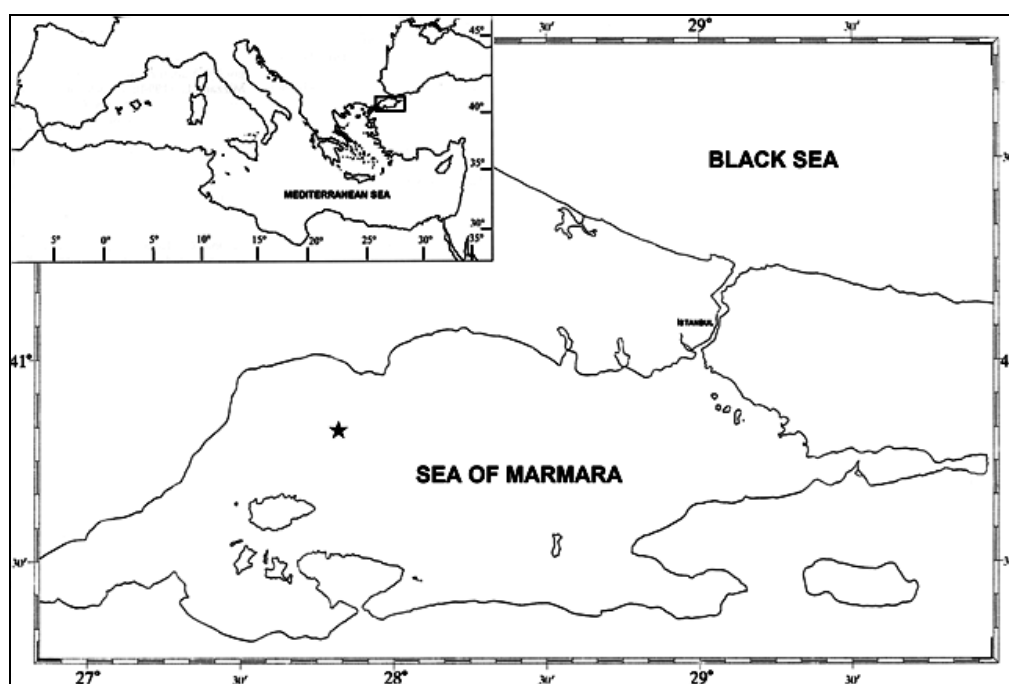 30' 29° 30'
45°
40°
35°
30°
MEDITERRANEAN SEA
5° 0° 5° 10° 15° 20° 25° 30° 35°
BLACK SEA
İSTANBUL
41°
SEA OF MARMARA
30'
27° 30' 28° 30' 29° 30'